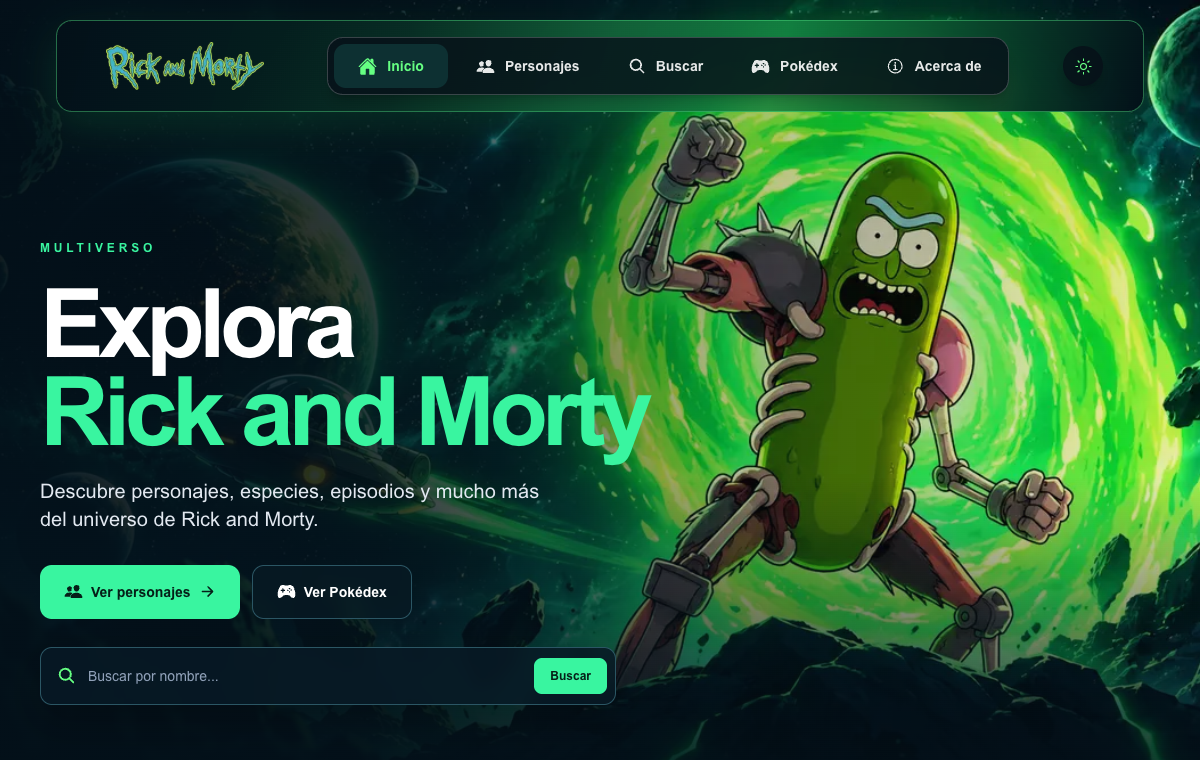 Rick and Morty
Inicio
Personajes
Buscar
Pokédex
Acerca de
MULTIVERSO
Explora
Rick and Morty
Descubre personajes, especies, episodios y mucho más
del universo de Rick and Morty.
Ver personajes
Ver Pokédex
Buscar por nombre...
Buscar